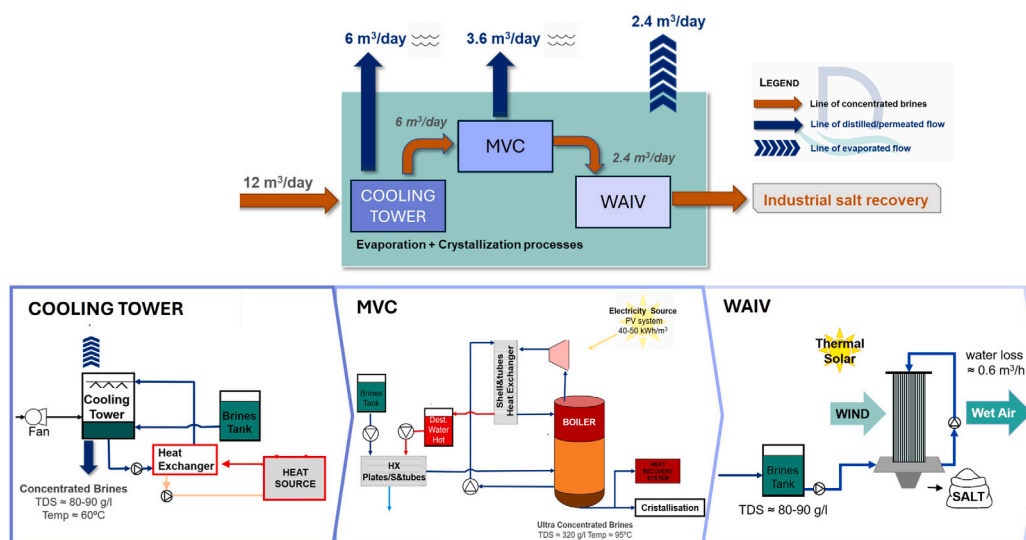 6 m³/day
3.6 m³/day
2.4 m³/day
LEGEND
Line of concentrated brines
Line of distilled/permeated flow
Line of evaporated flow
6 m³/day
MVC
2.4 m³/day
12 m³/day
COOLING
TOWER
WAIV
Industrial salt recovery
Evaporation + Crystallization processes
COOLING TOWER
Cooling
Tower
Fan
Brines
Tank
Heat
Exchanger
HEAT
SOURCE
Concentrated Brines
TDS ≈ 80-90 g/l
Temp ≈ 60ºC
MVC
Electricity Source
PV system
40-50 kWh/m³
Shell&tubes
Heat Exchanger
Brines
Tank
Dest.
Water
Hot
BOILER
HX
Plates/S&tubes
HEAT
RECOVERY
SYSTEM
Cristallisation
Ultra Concentrated Brines
TDS ≈ 320 g/l Temp ≈ 95ºC
WAIV
Thermal
Solar
water loss
≈ 0.6 m³/h
WIND
Wet Air
Brines
Tank
SALT
TDS ≈ 80-90 g/l